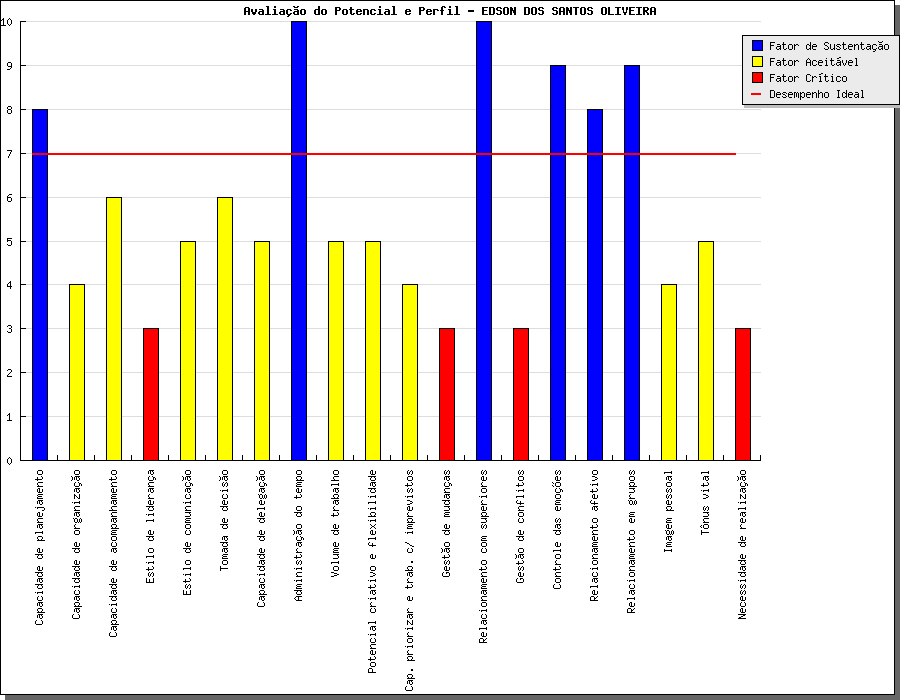 Avaliação do Potencial e Perfil - EDSON DOS SANTOS OLIVEIRA
Fator de Sustentação
Fator Aceitável
Fator Crítico
Desempenho Ideal
10
9
8
7
6
5
4
3
2
1
0
Capacidade de planejamento
Capacidade de organização
Capacidade de acompanhamento
Estilo de liderança
Estilo de comunicação
Tomada de decisão
Capacidade de delegação
Administração do tempo
Volume de trabalho
Potencial criativo e flexibilidade
Cap. priorizar e trab. c/ imprevistos
Gestão de mudanças
Relacionamento com superiores
Gestão de conflitos
Controle das emoções
Relacionamento afetivo
Relacionamento em grupos
Imagem pessoal
Tônus vital
Necessidade de realização